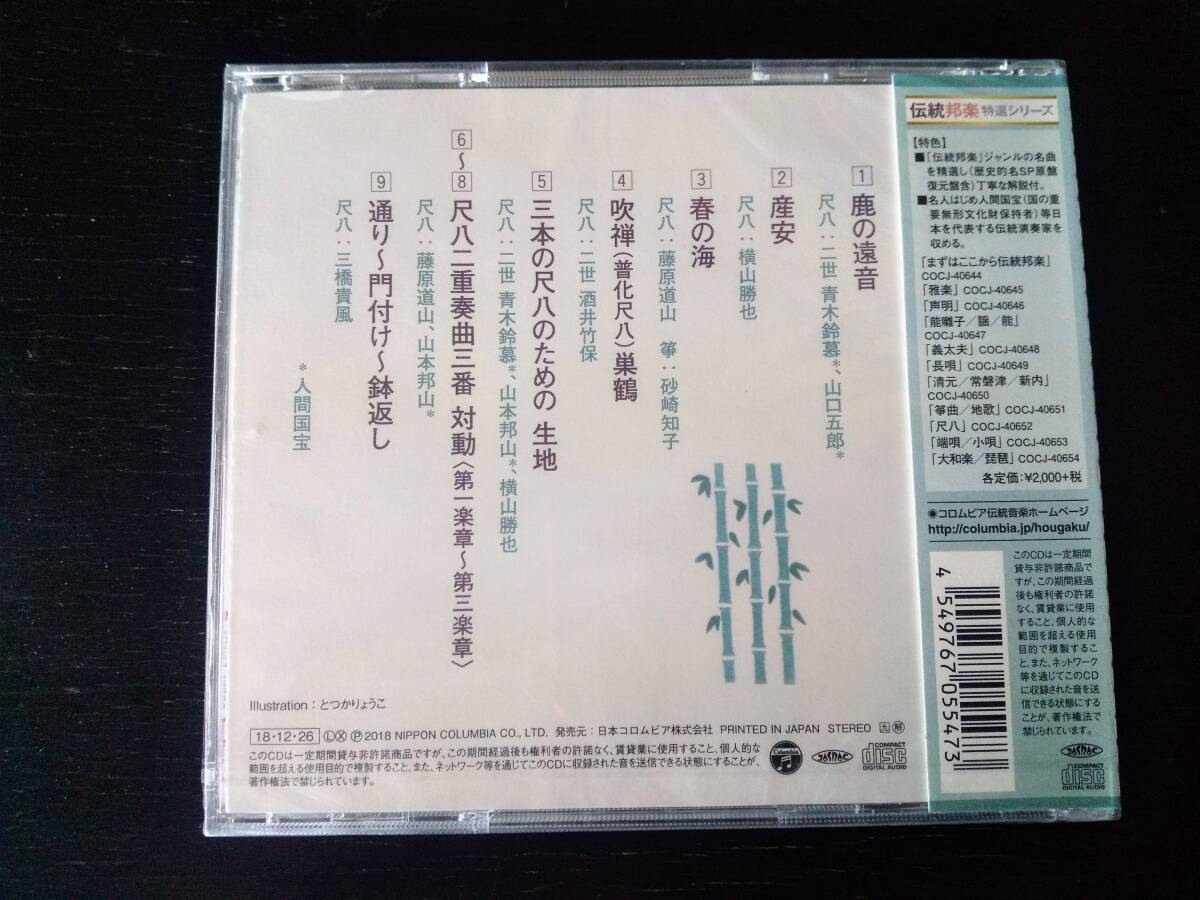 1 鹿の遠音
尺八：二世 青木鈴慕*、山口五郎*
2 産安
尺八：横山勝也
3 春の海
尺八：藤原道山 箏：砂崎知子
4 吹禅（普化尺八）巣鶴
尺八：二世 酒井竹保
5 三本の尺八のための 生地
尺八：二世 青木鈴慕*、山本邦山*、横山勝也
6〜8 尺八二重奏曲三番 対動〈第一楽章〜第三楽章〉
尺八：藤原道山、山本邦山*
9 通り〜門付け〜鉢返し
尺八：三橋貴風
*人間国宝
Illustration：とつかりょうこ
18・12・26 ⓁⓍ Ⓟ2018 NIPPON COLUMBIA CO., LTD. 発売元：日本コロムビア株式会社 PRINTED IN JAPAN STEREO
このCDは一定期間貸与非許諾商品ですが、この期間経過後も権利者の許諾なく、賃貸業に使用すること、個人的な
範囲を超える使用目的で複製すること、また、ネットワーク等を通じてこのCDに収録された音を送信できる状態にすることが、
著作権法で禁じられています。
Columbia
JASRAC
COMPACT
disc
DIGITAL AUDIO
伝統邦楽 特選シリーズ
【特色】
■「伝統邦楽」ジャンルの名曲
を精選し（歴史的名SP原盤
復元盤含）丁寧な解説付。
■名人はじめ人間国宝（国の重
要無形文化財保持者）等日
本を代表する伝統演奏家を
収める。
「まずはここから伝統邦楽」
COCJ-40644
「雅楽」COCJ-40645
「声明」COCJ-40646
「能囃子／謡／能」
COCJ-40647
「義太夫」COCJ-40648
「長唄」COCJ-40649
「清元／常磐津／新内」
COCJ-40650
「箏曲／地歌」COCJ-40651
「尺八」COCJ-40652
「端唄／小唄」COCJ-40653
「大和楽／琵琶」COCJ-40654
各定価：¥2,000+税
◉コロムビア伝統音楽ホームページ
http://columbia.jp/hougaku/
4 549767 055473
このCDは一定期間
貸与非許諾商品で
すが、この期間経過
後も権利者の許諾
なく、賃貸業に使用
すること、個人的な
範囲を超える使用
目的で複製するこ
と、また、ネットワーク
等を通じてこのCD
に収録された音を送
信できる状態にする
ことが、著作権法で
禁じられています。
JASRAC
COMPACT
disc
DIGITAL AUDIO